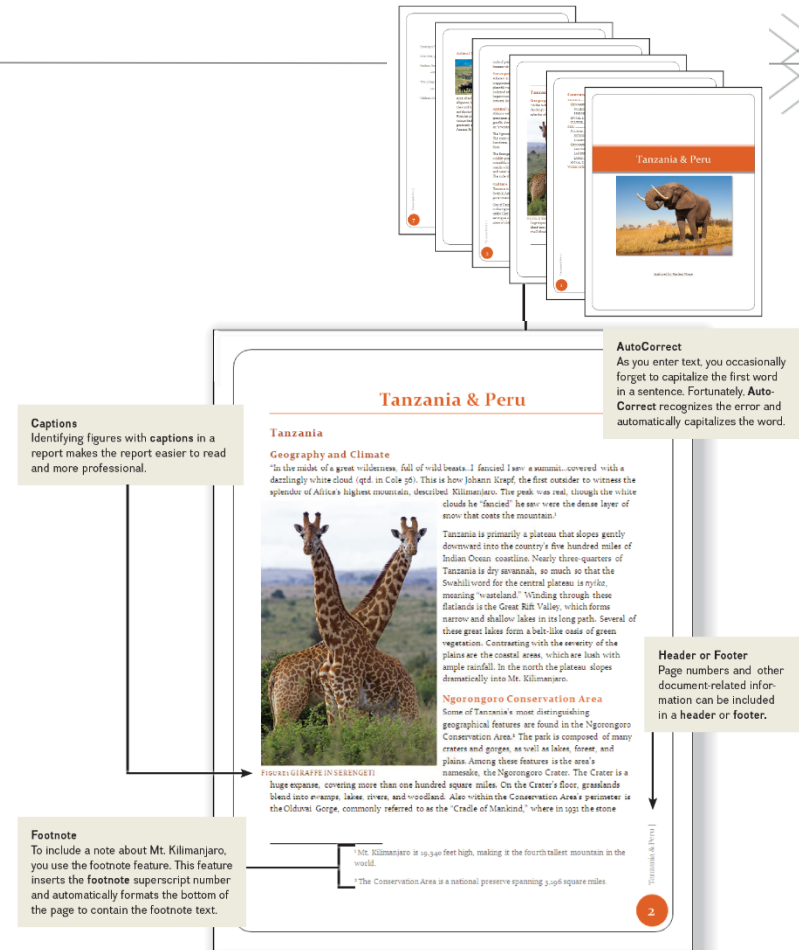 Tanzania & Peru
AutoCorrect
As you enter text, you occasionally
forget to capitalize the first word
in a sentence. Fortunately, Auto-
Correct recognizes the error and
automatically capitalizes the word.
Captions
Identifying figures with captions in a
report makes the report easier to read
and more professional.
Tanzania & Peru
Tanzania
Geography and Climate
"In the midst of a great wilderness, full of wild beasts...I fancied I saw a summit...covered with a
dazzlingly white cloud (qtd. in Cole 56). This is how Johann Krapf, the first outsider to witness the
splendor of Africa's highest mountain, described Kilimanjaro. The peak was real, though the white
clouds he "fancied" he saw were the dense layer of
snow that coats the mountain.¹
Tanzania is primarily a plateau that slopes gently
downward into the country's five hundred miles of
Indian Ocean coastline. Nearly three-quarters of
Tanzania is dry savannah, so much so that the
Swahili word for the central plateau is nyika,
meaning "wasteland." Winding through these
flatlands is the Great Rift Valley, which forms
narrow and shallow lakes in its long path. Several of
these great lakes form a belt-like oasis of green
vegetation. Contrasting with the severity of the
plains are the coastal areas, which are lush with
ample rainfall. In the north the plateau slopes
dramatically into Mt. Kilimanjaro.
Ngorongoro Conservation Area
Some of Tanzania's most distinguishing
geographical features are found in the Ngorongoro
Conservation Area.² The park is composed of many
craters and gorges, as well as lakes, forest, and
plains. Among these features is the area's
namesake, the Ngorongoro Crater. The Crater is a
huge expanse, covering more than one hundred square miles. On the Crater's floor, grasslands
blend into swamps, lakes, rivers, and woodland. Also within the Conservation Area's perimeter is
the Olduvai Gorge, commonly referred to as the "Cradle of Mankind," where in 1931 the stone
FIGURE 1 GIRAFFE IN SERENGETI
Header or Footer
Page numbers and other
document-related infor-
mation can be included
in a header or footer.
Footnote
To include a note about Mt. Kilimanjaro,
you use the footnote feature. This feature
inserts the footnote superscript number
and automatically formats the bottom of
the page to contain the footnote text.
¹ Mt. Kilimanjaro is 19,340 feet high, making it the fourth tallest mountain in the
world.
² The Conservation Area is a national preserve spanning 3,196 square miles.
Tanzania & Peru |
2